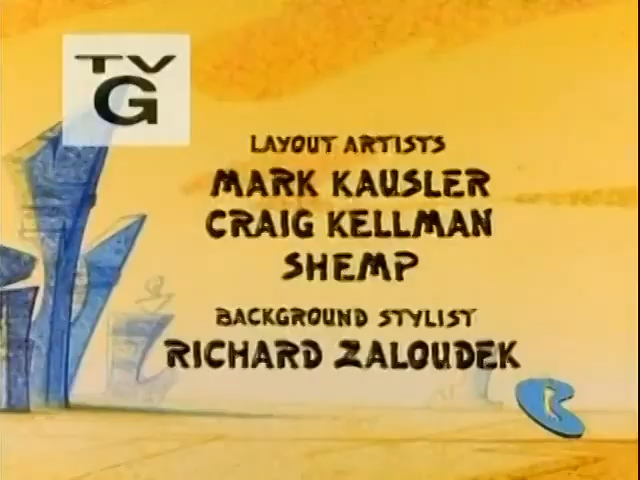 TV
G
LAYOUT ARTISTS
MARK KAUSLER
CRAIG KELLMAN
SHEMP
BACKGROUND STYLIST
RICHARD ZALOUDEK